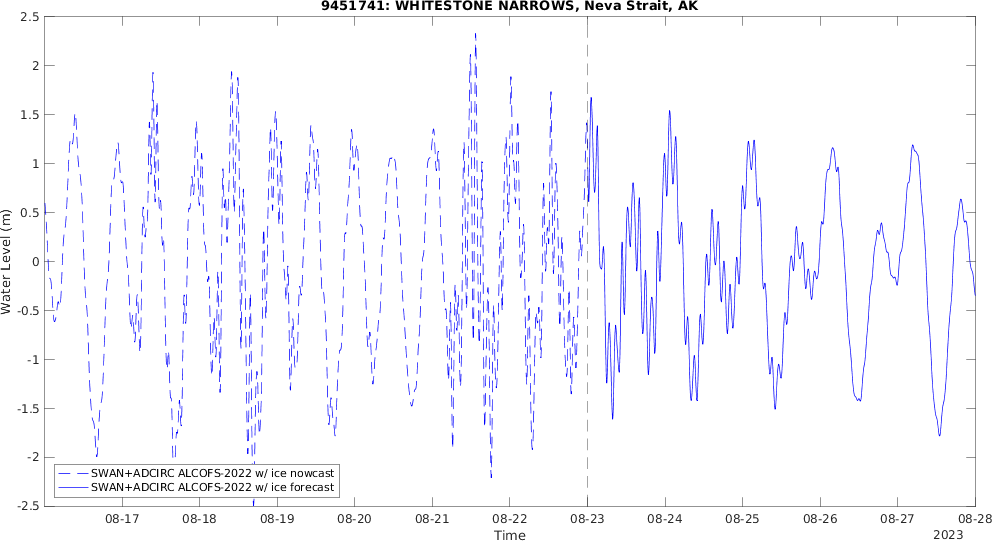 9451741: WHITESTONE NARROWS, Neva Strait, AK
2.5
2
1.5
1
0.5
0
-0.5
-1
-1.5
-2
-2.5
Water Level (m)
SWAN+ADCIRC ALCOFS-2022 w/ ice nowcast
SWAN+ADCIRC ALCOFS-2022 w/ ice forecast
08-17 08-18 08-19 08-20 08-21 08-22 08-23 08-24 08-25 08-26 08-27 08-28
Time
2023